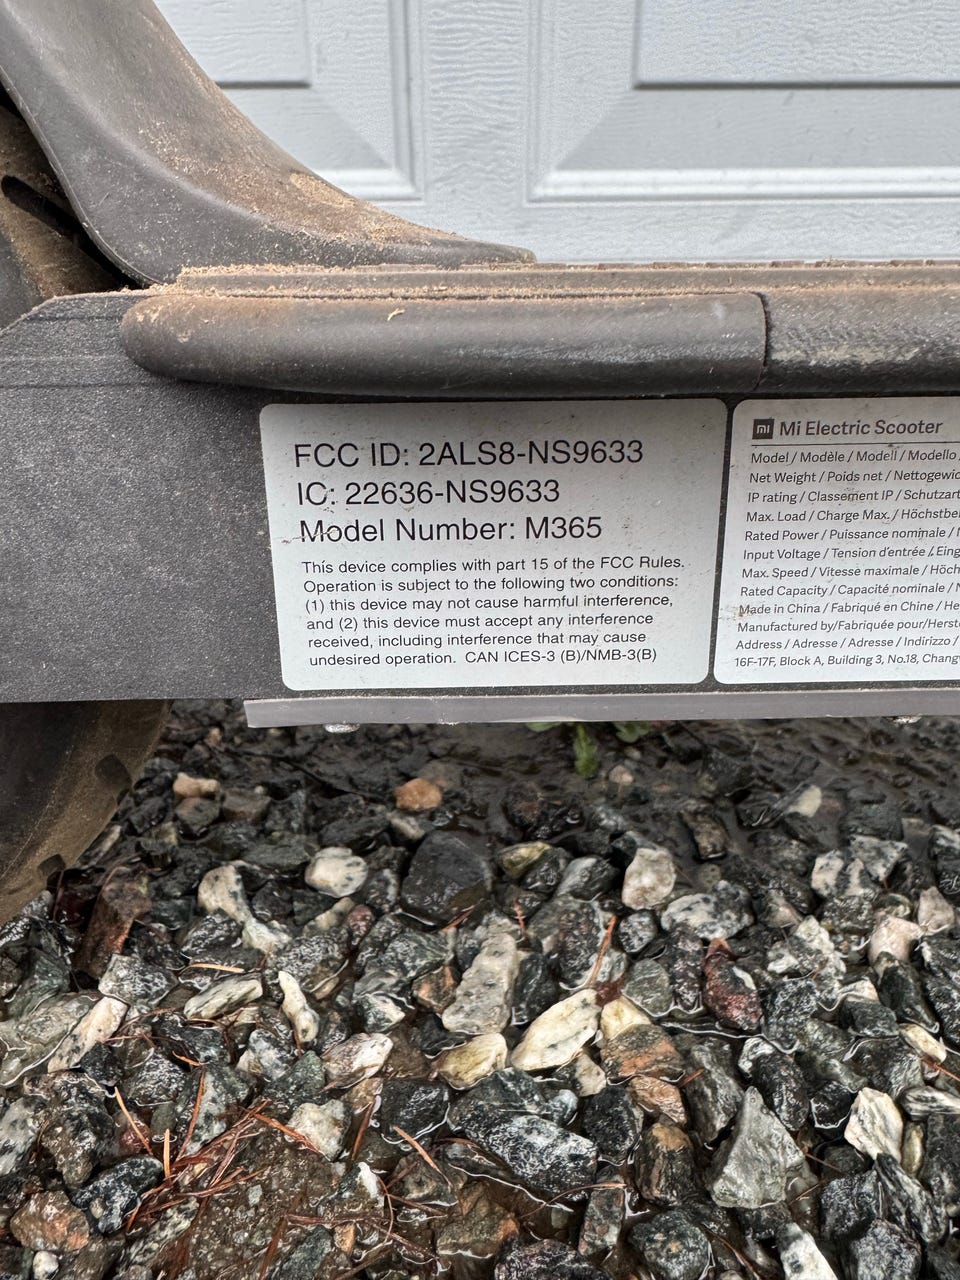 FCC ID: 2ALS8-NS9633
IC: 22636-NS9633
Model Number: M365
This device complies with part 15 of the FCC Rules.
Operation is subject to the following two conditions:
(1) this device may not cause harmful interference,
and (2) this device must accept any interference
received, including interference that may cause
undesired operation. CAN ICES-3 (B)/NMB-3(B)
mi Mi Electric Scooter
Model / Modèle / Modell / Modello /
Net Weight / Poids net / Nettogewic
IP rating / Classement IP / Schutzart
Max. Load / Charge Max. / Höchstbe
Rated Power / Puissance nominale /
Input Voltage / Tension d'entrée / Eing
Max. Speed / Vitesse maximale / Höch
Rated Capacity / Capacité nominale /
Made in China / Fabriqué en Chine / He
Manufactured by/Fabriquée pour/Herst
Address / Adresse / Adresse / Indirizzo /
16F-17F, Block A, Building 3, No.18, Chang